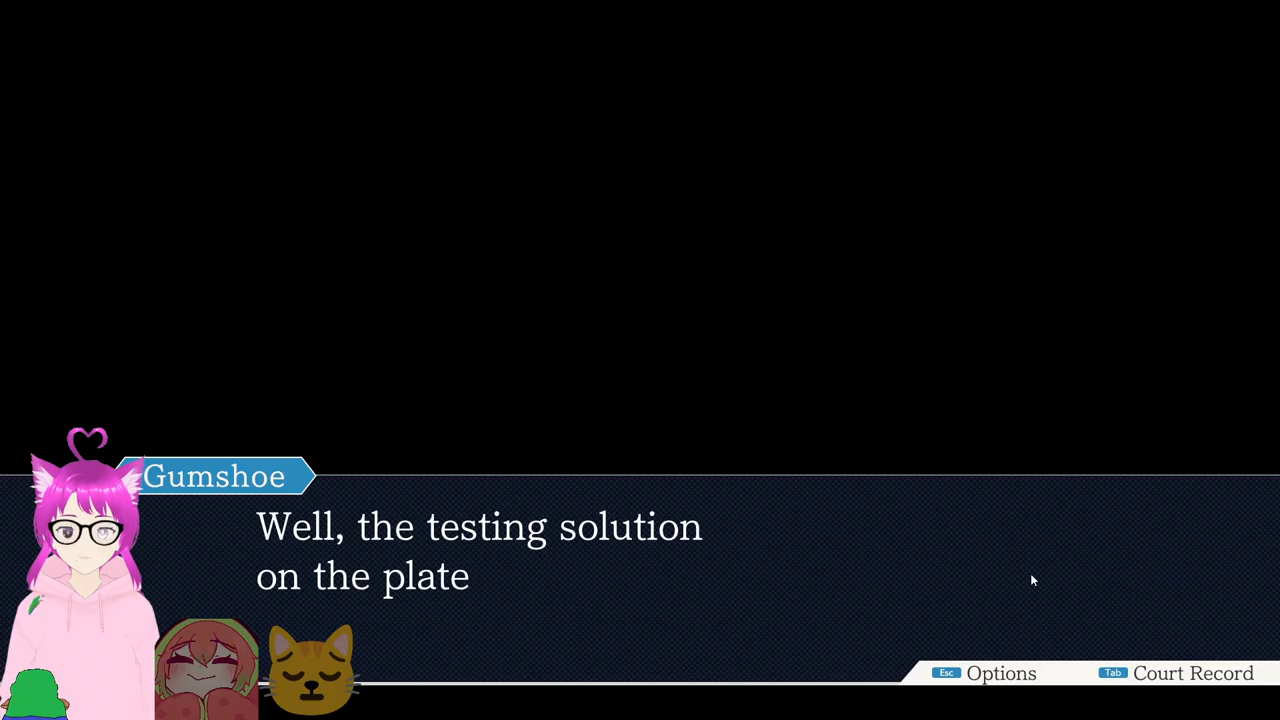 Gumshoe
Well, the testing solution
on the plate
Esc Options Tab Court Record